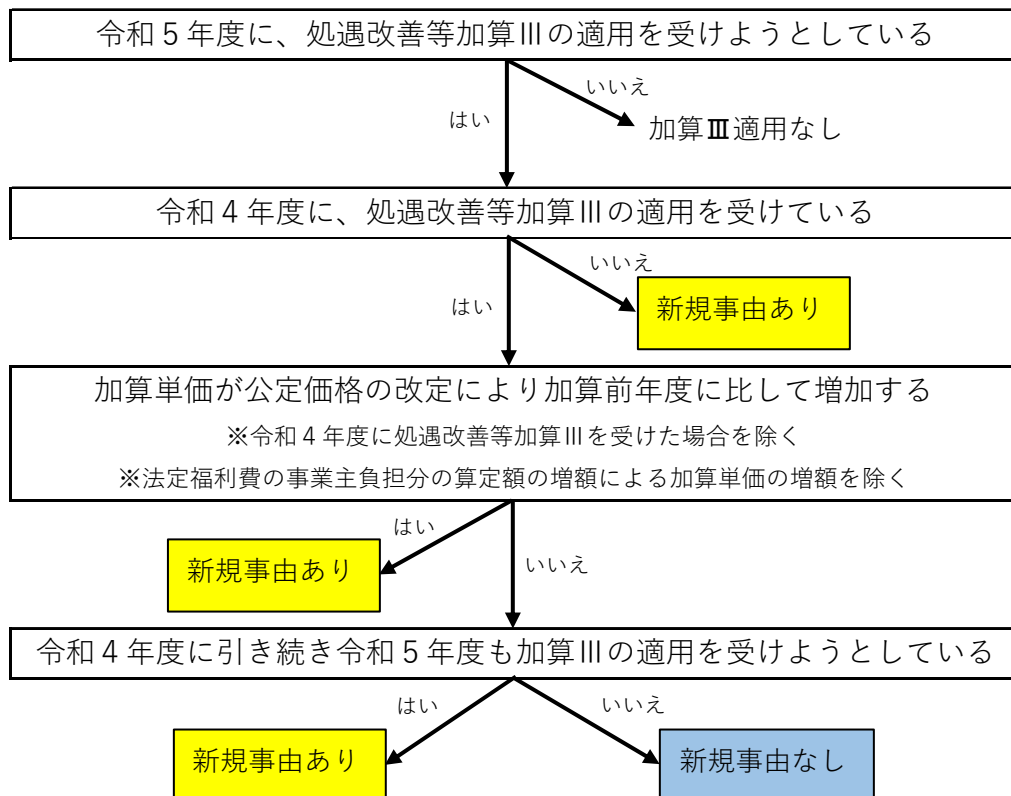 令和５年度に、処遇改善等加算Ⅲの適用を受けようとしている
いいえ
はい
加算Ⅲ適用なし
令和４年度に、処遇改善等加算Ⅲの適用を受けている
いいえ
はい
新規事由あり
加算単価が公定価格の改定により加算前年度に比して増加する
※令和４年度に処遇改善等加算Ⅲを受けた場合を除く
※法定福利費の事業主負担分の算定額の増額による加算単価の増額を除く
はい
いいえ
新規事由あり
令和４年度に引き続き令和５年度も加算Ⅲの適用を受けようとしている
はい
いいえ
新規事由あり
新規事由なし